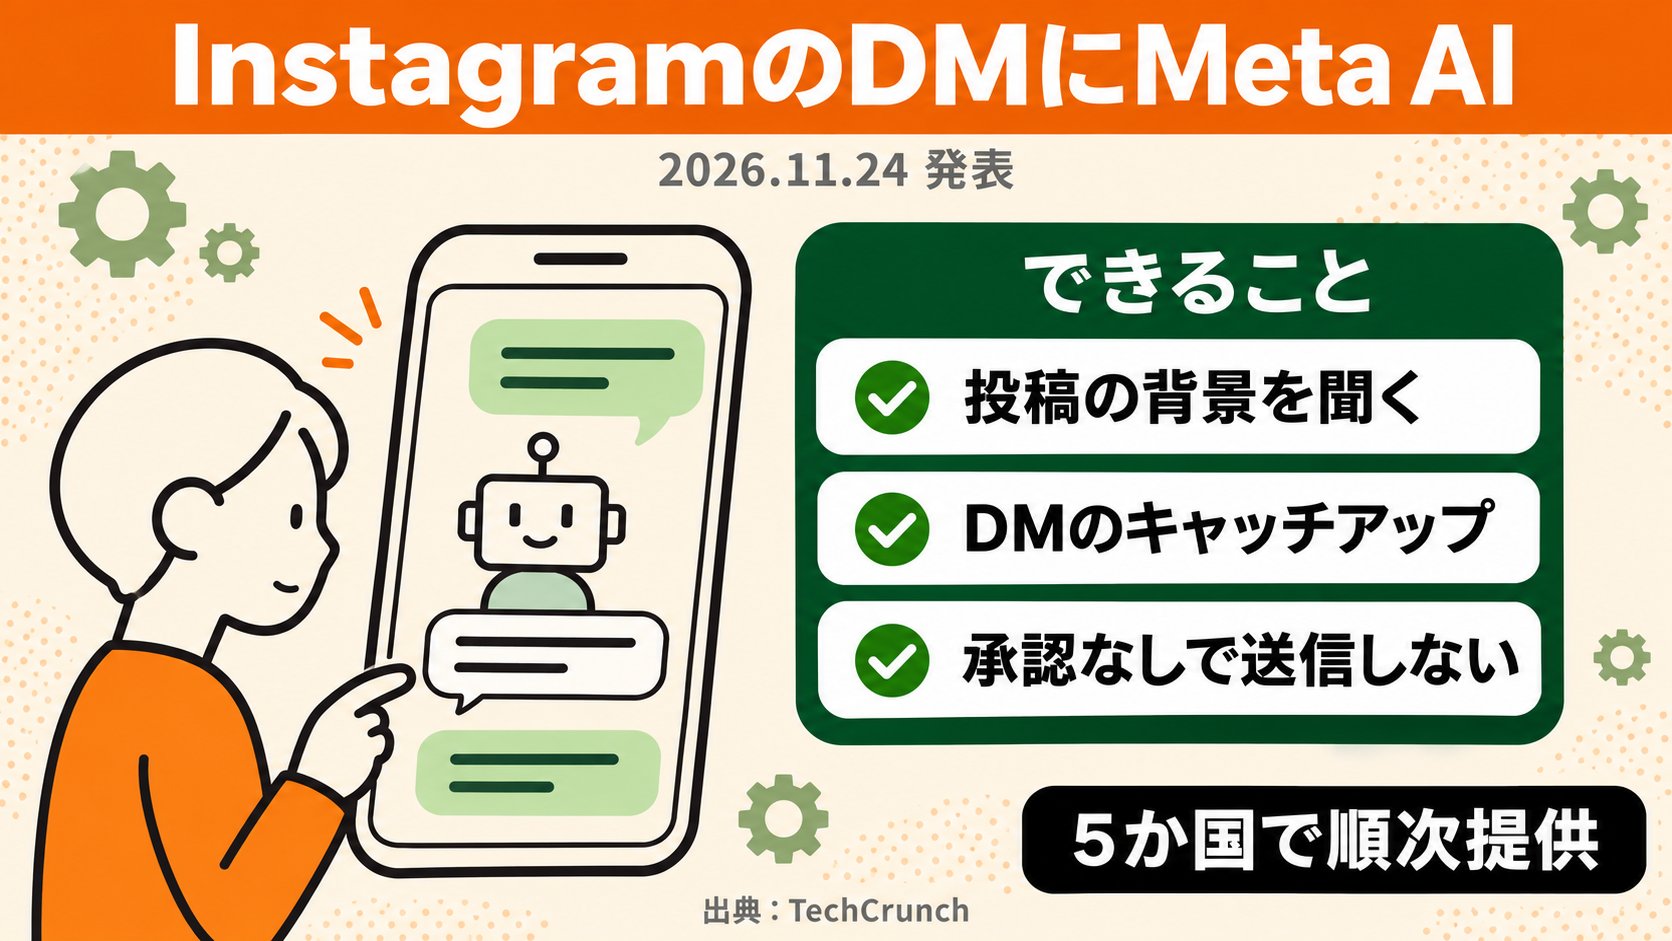 InstagramのDMにMeta AI
2026.11.24 発表
できること
投稿の背景を聞く
DMのキャッチアップ
承認なしで送信しない
5か国で順次提供
出典：TechCrunch